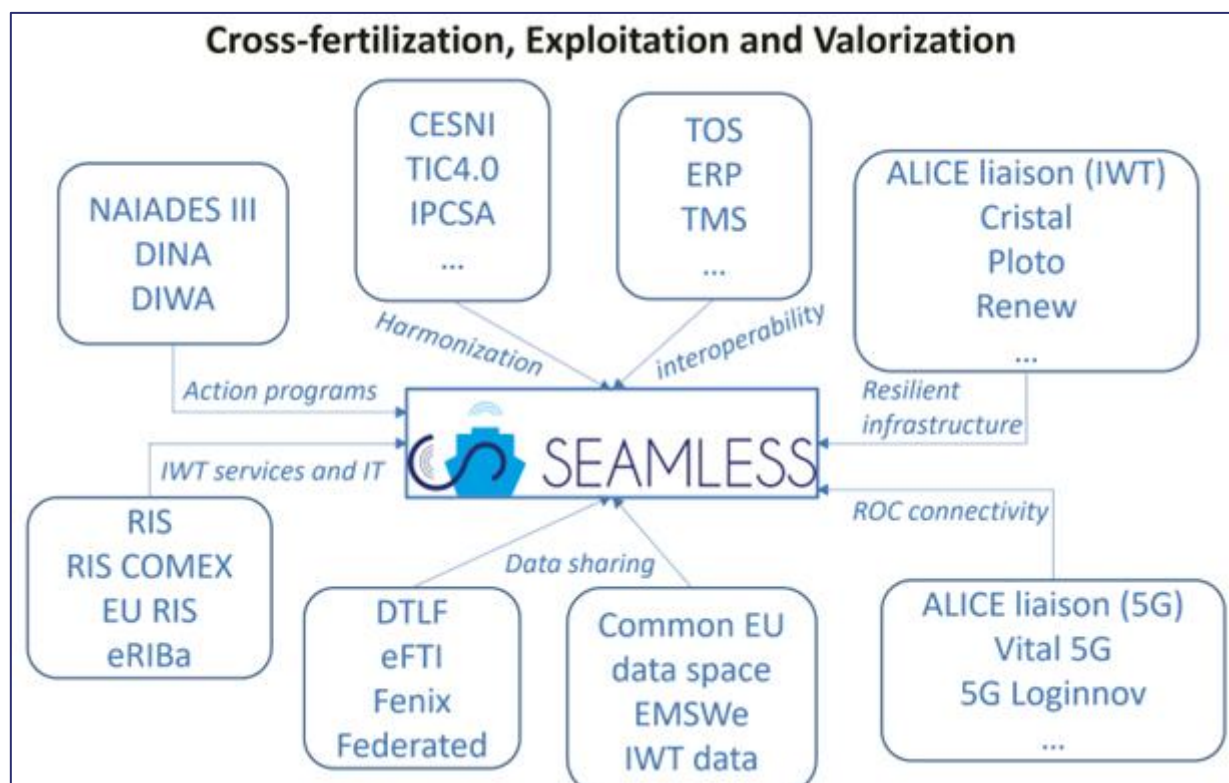 Cross-fertilization, Exploitation and Valorization
NAIADES III
DINA
DIWA
CESNI
TIC4.0
IPCSA
...
TOS
ERP
TMS
...
ALICE liaison (IWT)
Cristal
Ploto
Renew
...
Action programs
Harmonization
interoperability
Resilient
infrastructure
SEAMLESS
IWT services and IT
ROC connectivity
Data sharing
RIS
RIS COMEX
EU RIS
eRIBa
DTLF
eFTI
Fenix
Federated
Common EU
data space
EMSWe
IWT data
ALICE liaison (5G)
Vital 5G
5G Loginnov
...